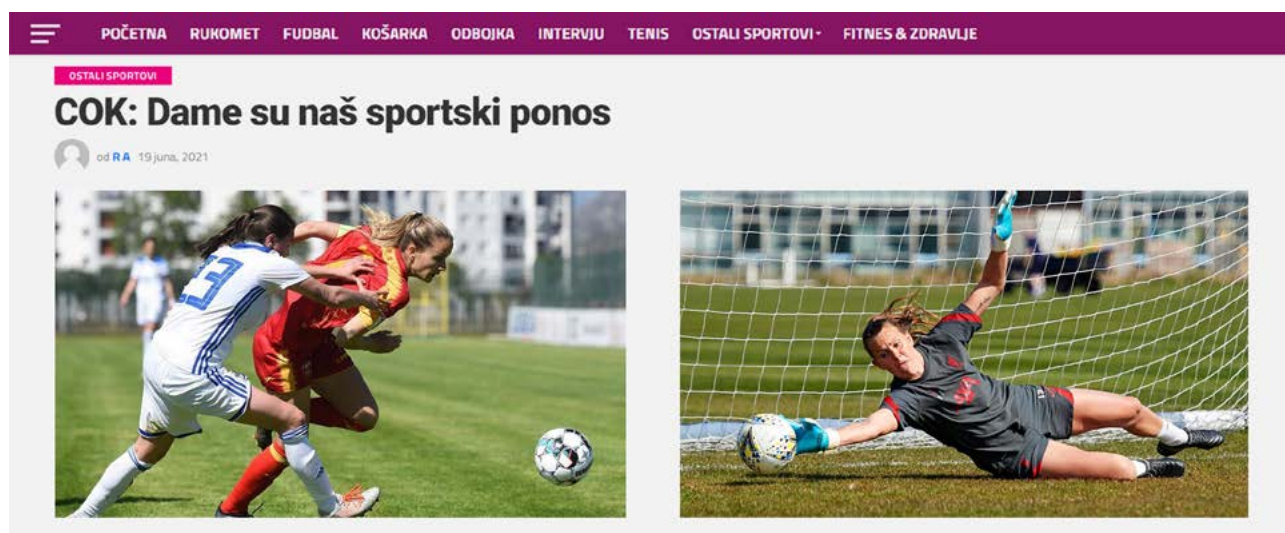 POČETNA RUKOMET FUDBAL KOŠARKA ODBOJKA INTERVJU TENIS OSTALI SPORTOVI FITNES & ZDRAVLJE
OSTALI SPORTOVI
COK: Dame su naš sportski ponos
od R A 19 juna, 2021
23